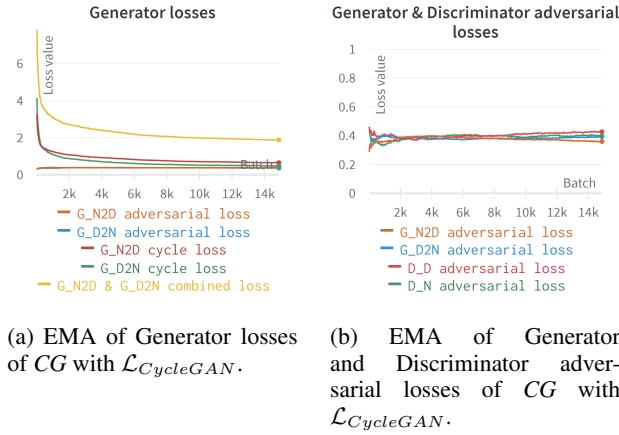 Generator losses
Loss value
6
4
2
0
Batch
2k 4k 6k 8k 10k 12k 14k
G_N2D adversarial loss
G_D2N adversarial loss
G_N2D cycle loss
G_D2N cycle loss
G_N2D & G_D2N combined loss
(a) EMA of Generator losses
of CG with ℒCycleGAN.
Generator & Discriminator adversarial
losses
Loss value
1
0.8
0.6
0.4
0.2
0
Batch
2k 4k 6k 8k 10k 12k 14k
G_N2D adversarial loss
G_D2N adversarial loss
D_D adversarial loss
D_N adversarial loss
(b) EMA of Generator
and Discriminator adver-
sarial losses of CG with
ℒCycleGAN.